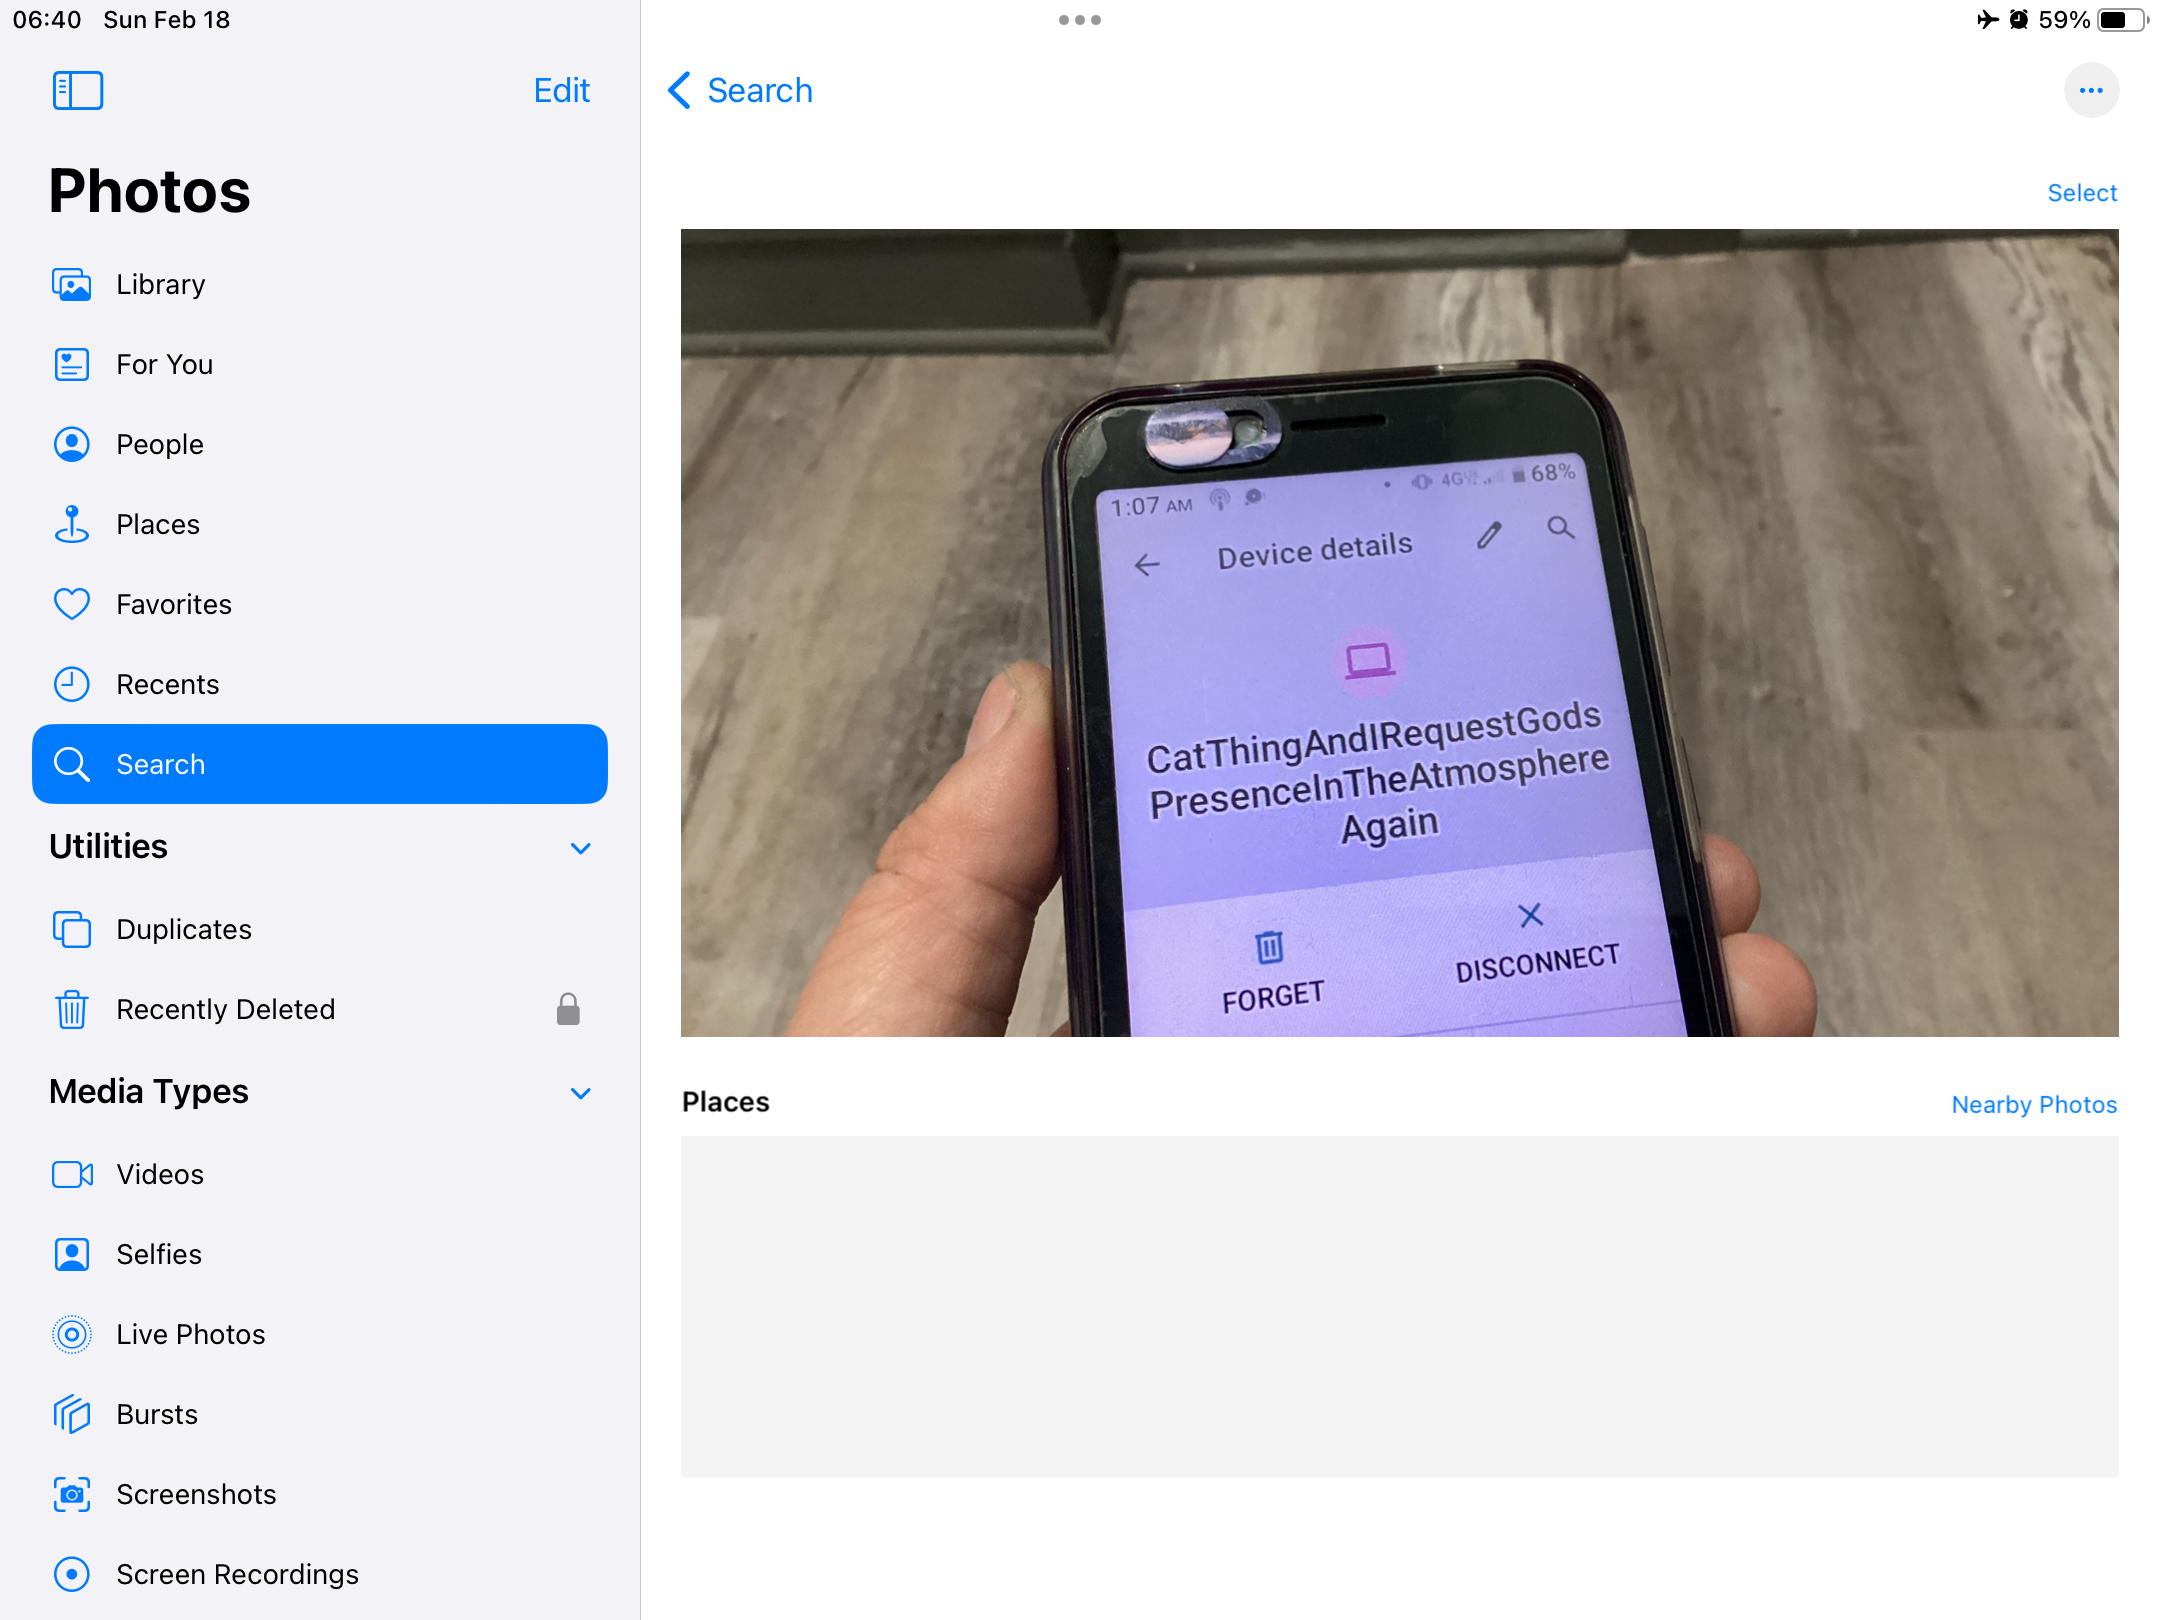 06:40 Sun Feb 18
59%
Edit
Search
Photos
Select
Library
For You
People
Places
Favorites
Recents
Search
Utilities
Duplicates
Recently Deleted
Media Types
Videos
Selfies
Live Photos
Bursts
Screenshots
Screen Recordings
1:07 AM
4G
68%
Device details
CatThingAndIRequestGods
PresenceInTheAtmosphere
Again
FORGET
DISCONNECT
Places
Nearby Photos